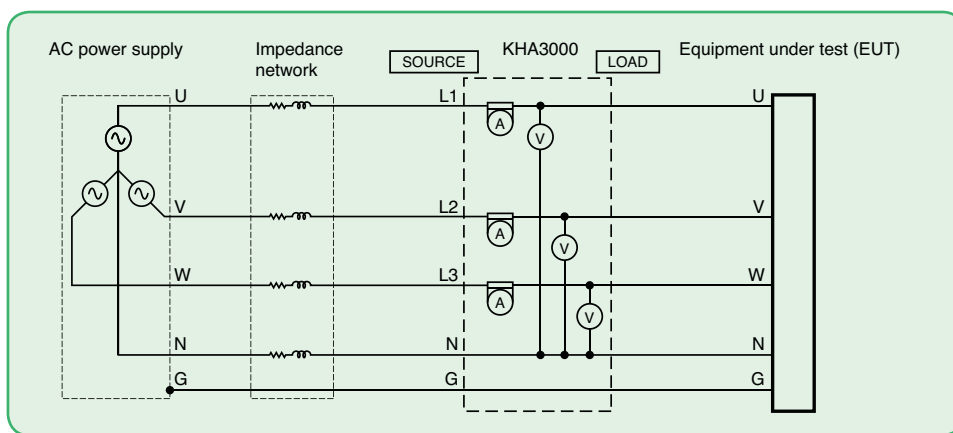 AC power supply
Impedance
network
SOURCE
KHA3000
LOAD
Equipment under test (EUT)
U L1 U
A
V
V L2 V
A
V
W L3 W
A
V
N N N
G G G